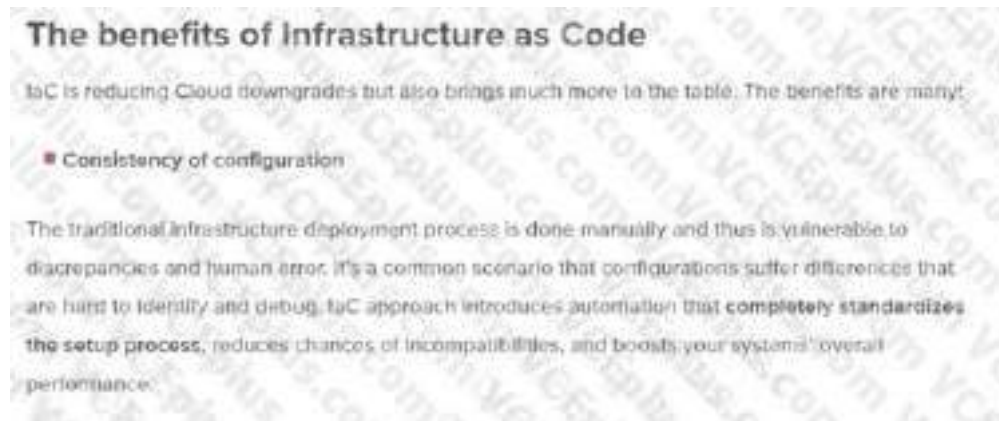 The benefits of Infrastructure as Code
IaC is reducing Cloud downgrades but also brings much more to the table. The benefits are many:
Consistency of configuration
The traditional infrastructure deployment process is done manually and thus is vulnerable to
discrepancies and human error. It's a common scenario that configurations suffer differences that
are hard to identify and debug. IaC approach introduces automation that completely standardizes
the setup process, reduces chances of incompatibilities, and boosts your systems' overall
performance.
VCEplus.com